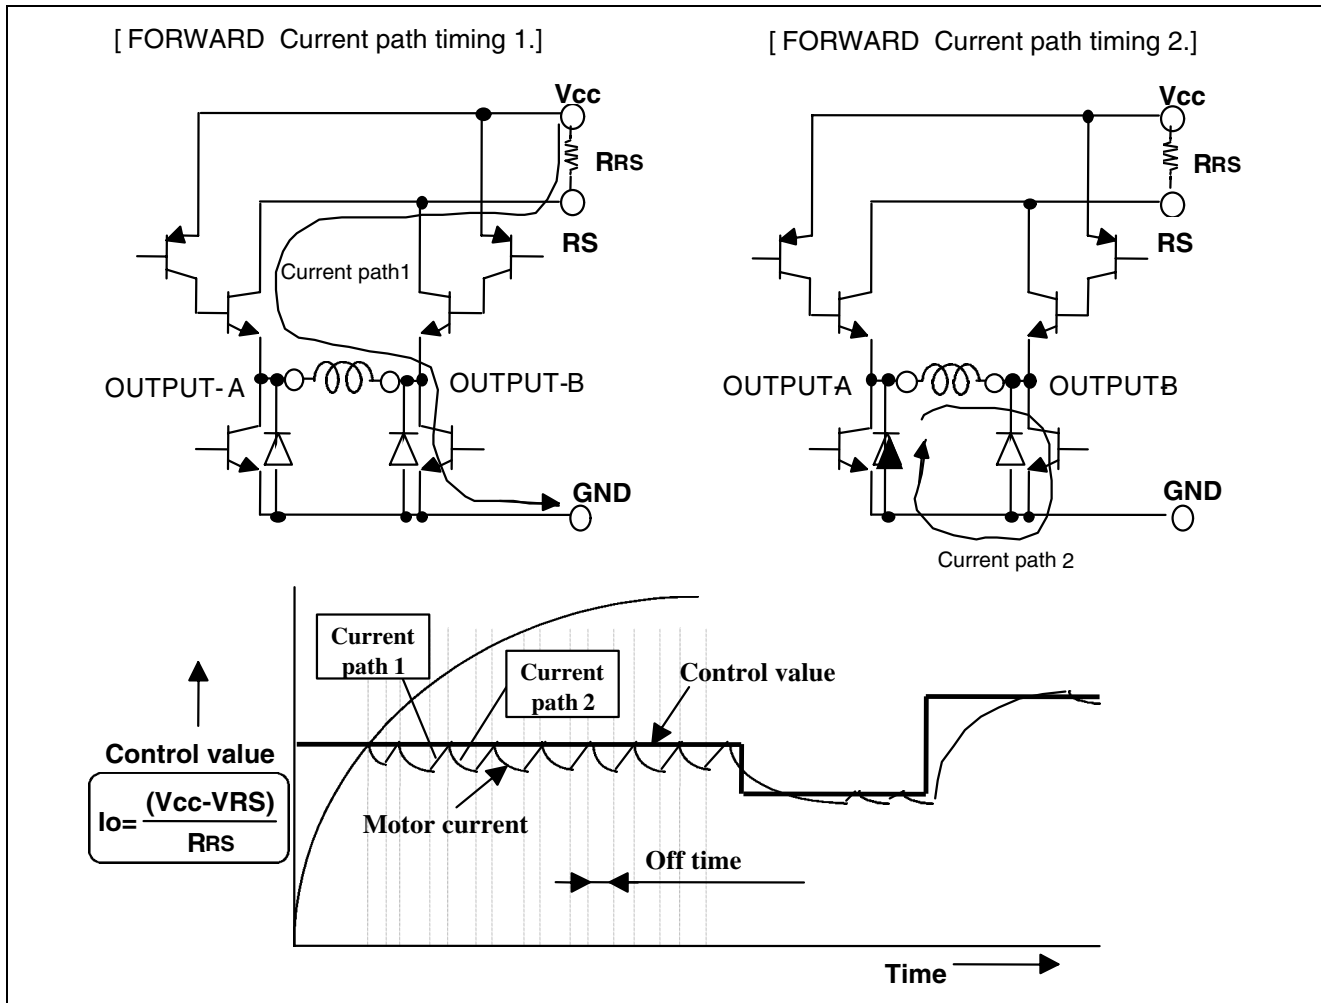 [ FORWARD Current path timing 1.]
Vcc
RRS
RS
Current path1
OUTPUT-A
OUTPUT-B
GND
[ FORWARD Current path timing 2.]
Vcc
RRS
RS
OUTPUT-A
OUTPUT-B
GND
Current path 2
Current
path 1
Current
path 2
Control value
Control value
Io= (Vcc-VRS)
RRS
Motor current
Off time
Time